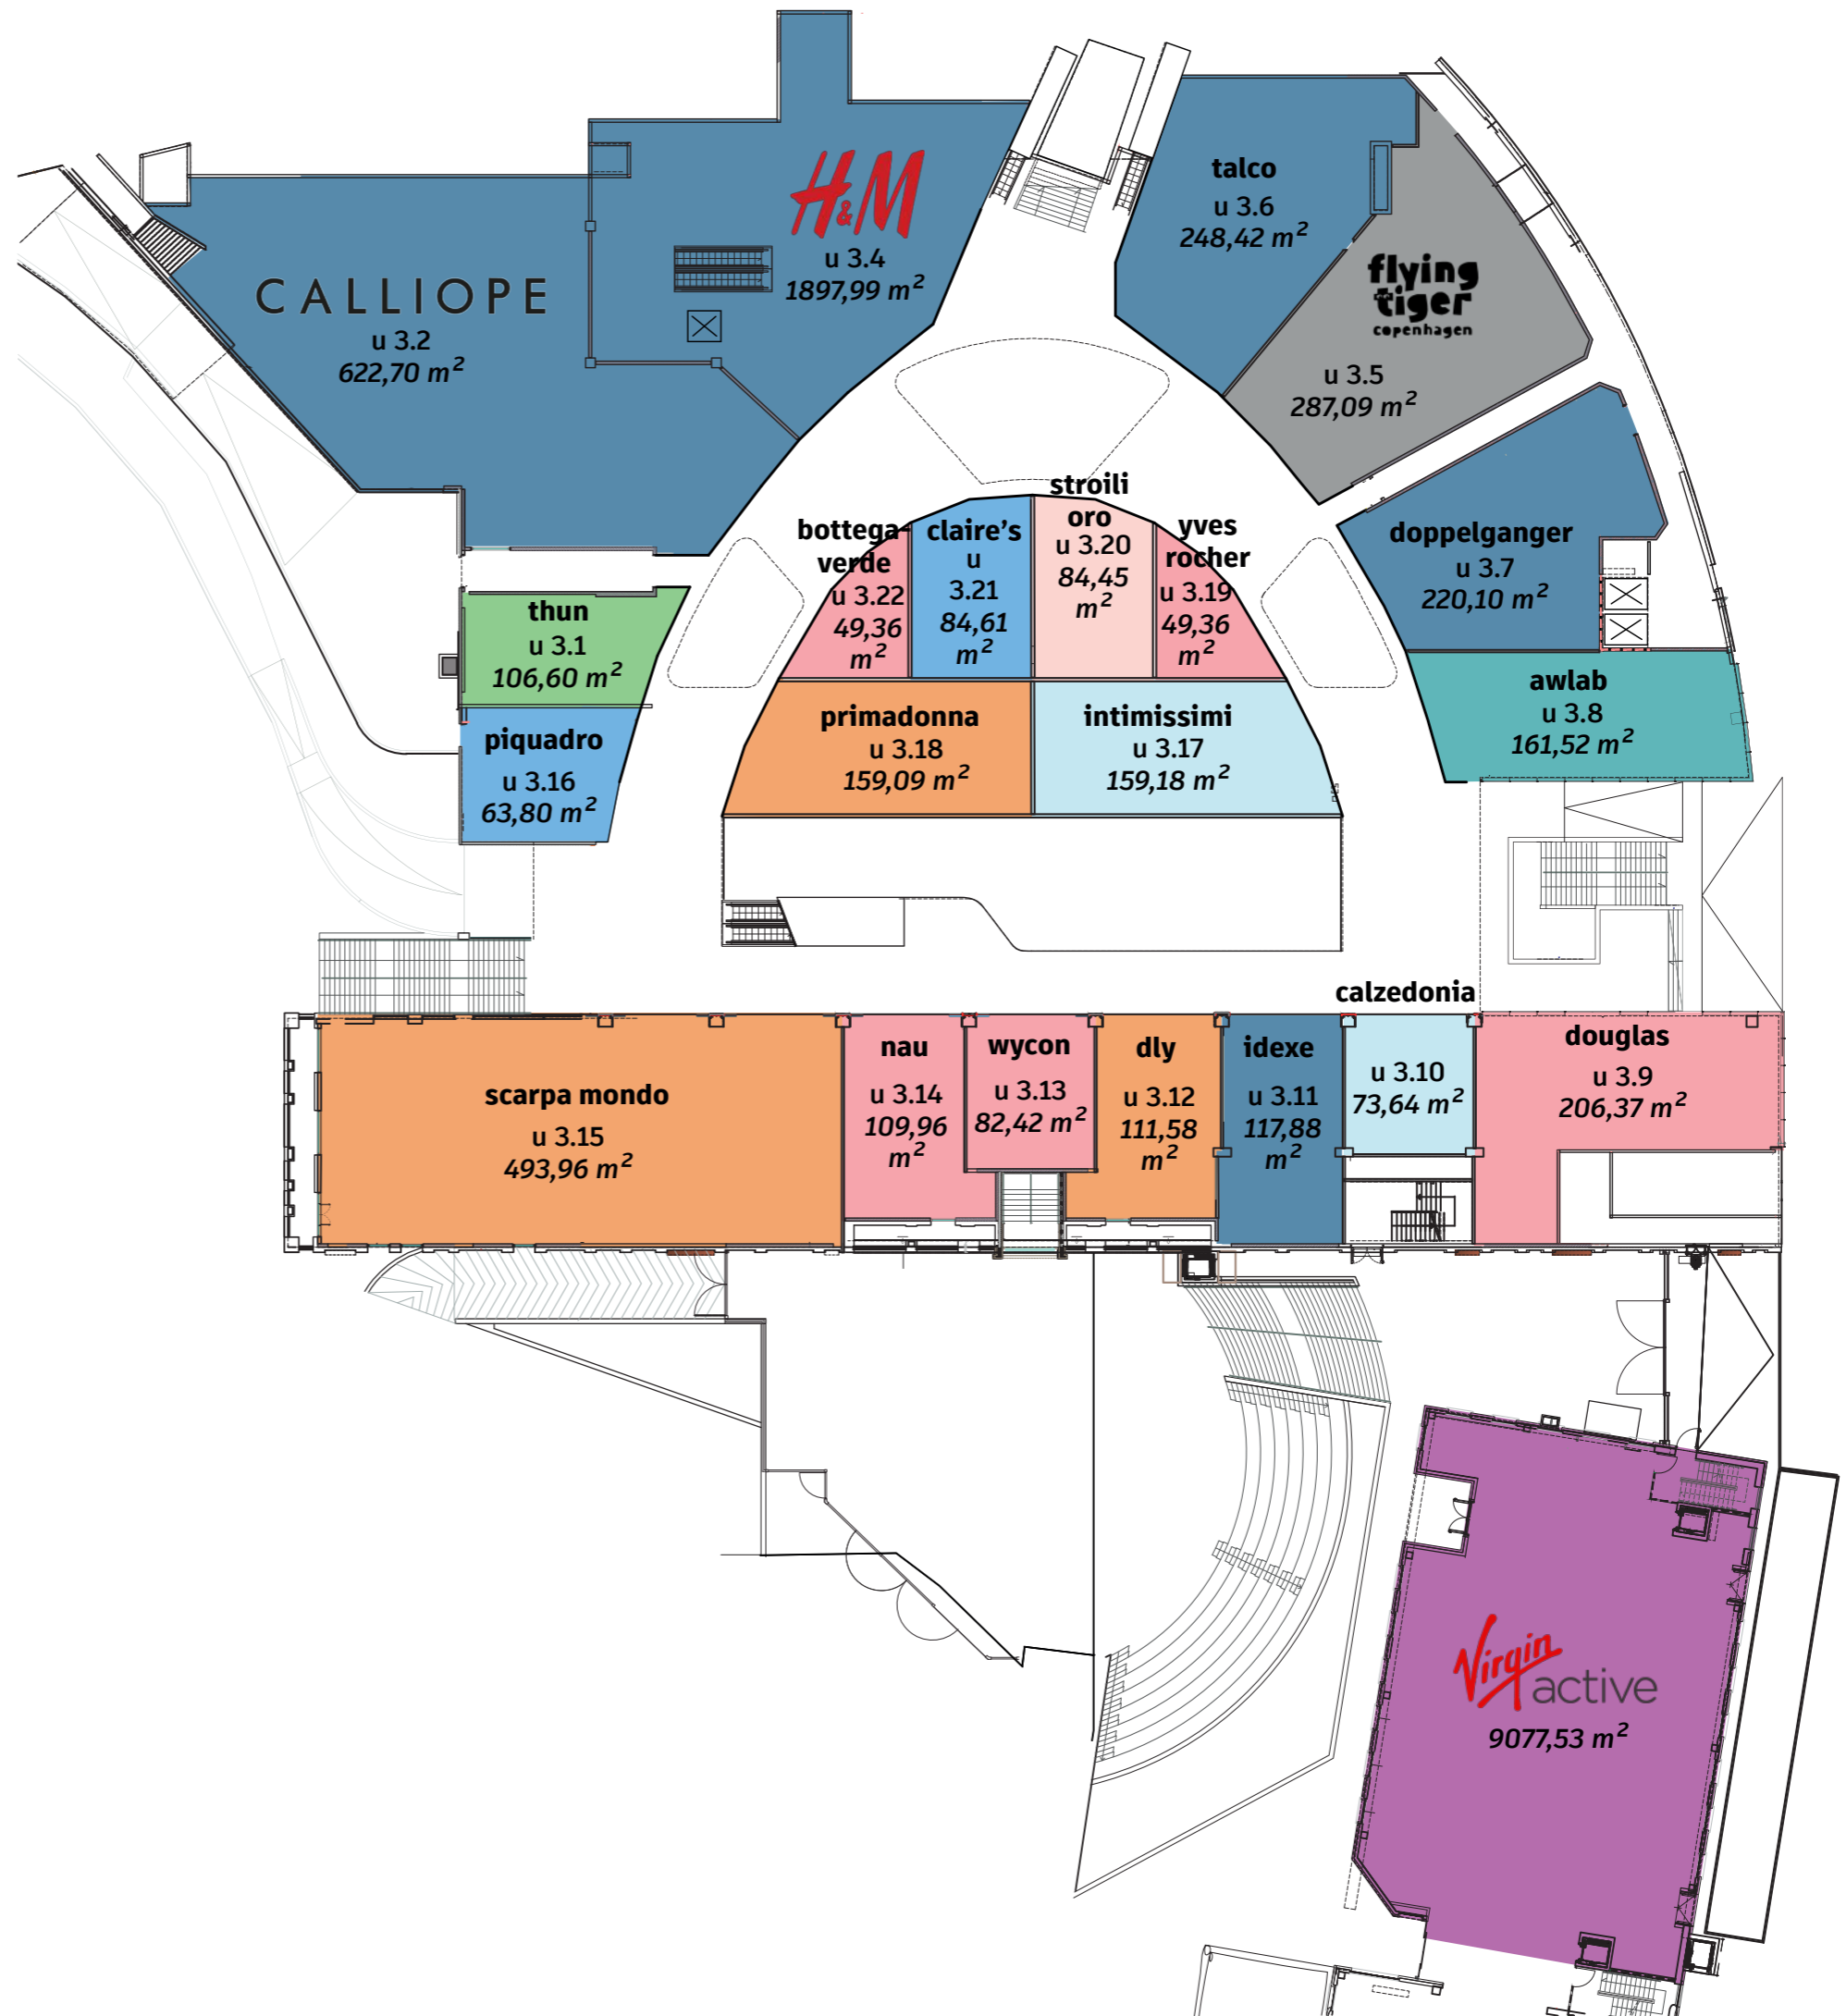 H&M
u 3.4
1897,99 m²
CALLIOPE
u 3.2
622,70 m²
talco
u 3.6
248,42 m²
flying
tiger
copenhagen
u 3.5
287,09 m²
doppelganger
u 3.7
220,10 m²
awlab
u 3.8
161,52 m²
bottega
verde
u 3.22
49,36
m²
claire's
u
3.21
84,61
m²
stroili
oro
u 3.20
84,45
m²
yves
rocher
u 3.19
49,36
m²
thun
u 3.1
106,60 m²
piquadro
u 3.16
63,80 m²
primadonna
u 3.18
159,09 m²
intimissimi
u 3.17
159,18 m²
scarpa mondo
u 3.15
493,96 m²
nau
u 3.14
109,96
m²
wycon
u 3.13
82,42 m²
dly
u 3.12
111,58
m²
idexe
u 3.11
117,88
m²
calzedonia
u 3.10
73,64 m²
douglas
u 3.9
206,37 m²
Virgin
active
9077,53 m²